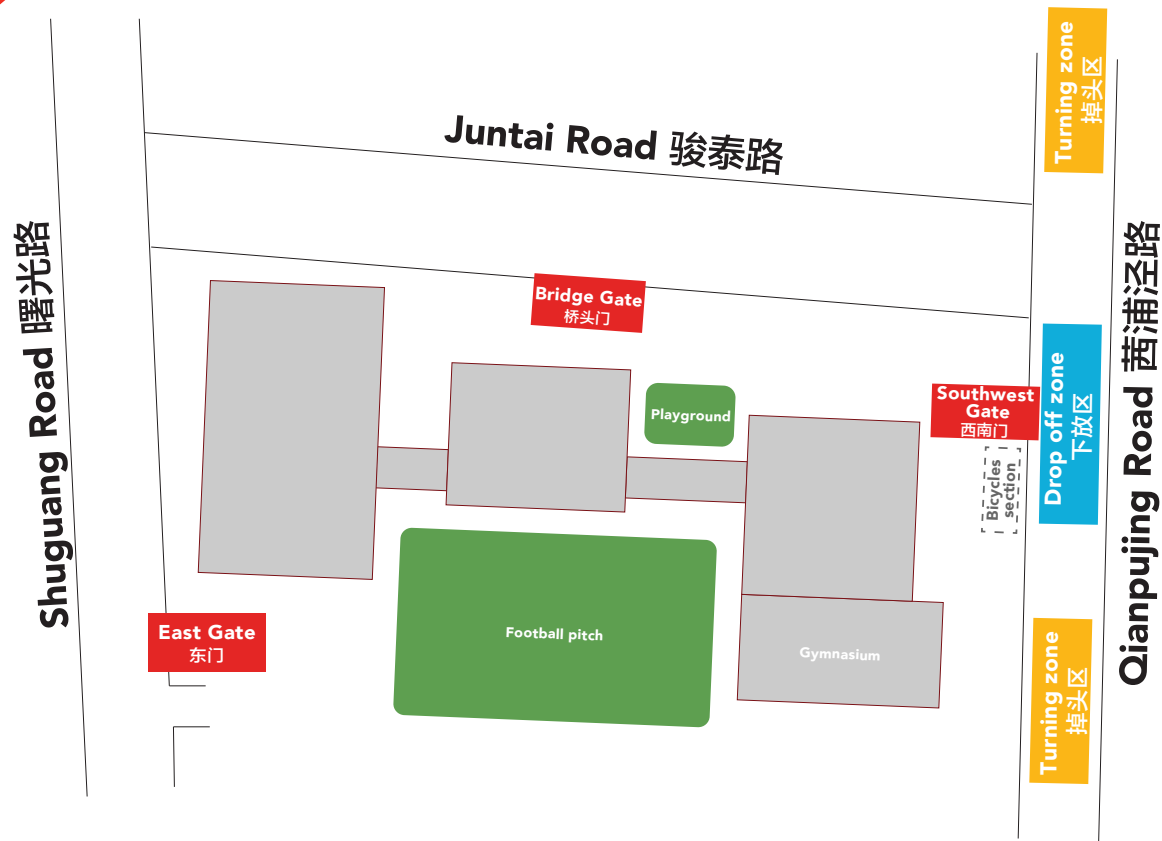 Turning zone
掉头区
Juntai Road 骏泰路
Shuguang Road 曙光路
Bridge Gate
桥头门
Playground
Southwest
Gate
西南门
Drop off zone
下放区
Qianpujing Road 茜浦泾路
Bicycles
section
East Gate
东门
Football pitch
Gymnasium
Turning zone
掉头区